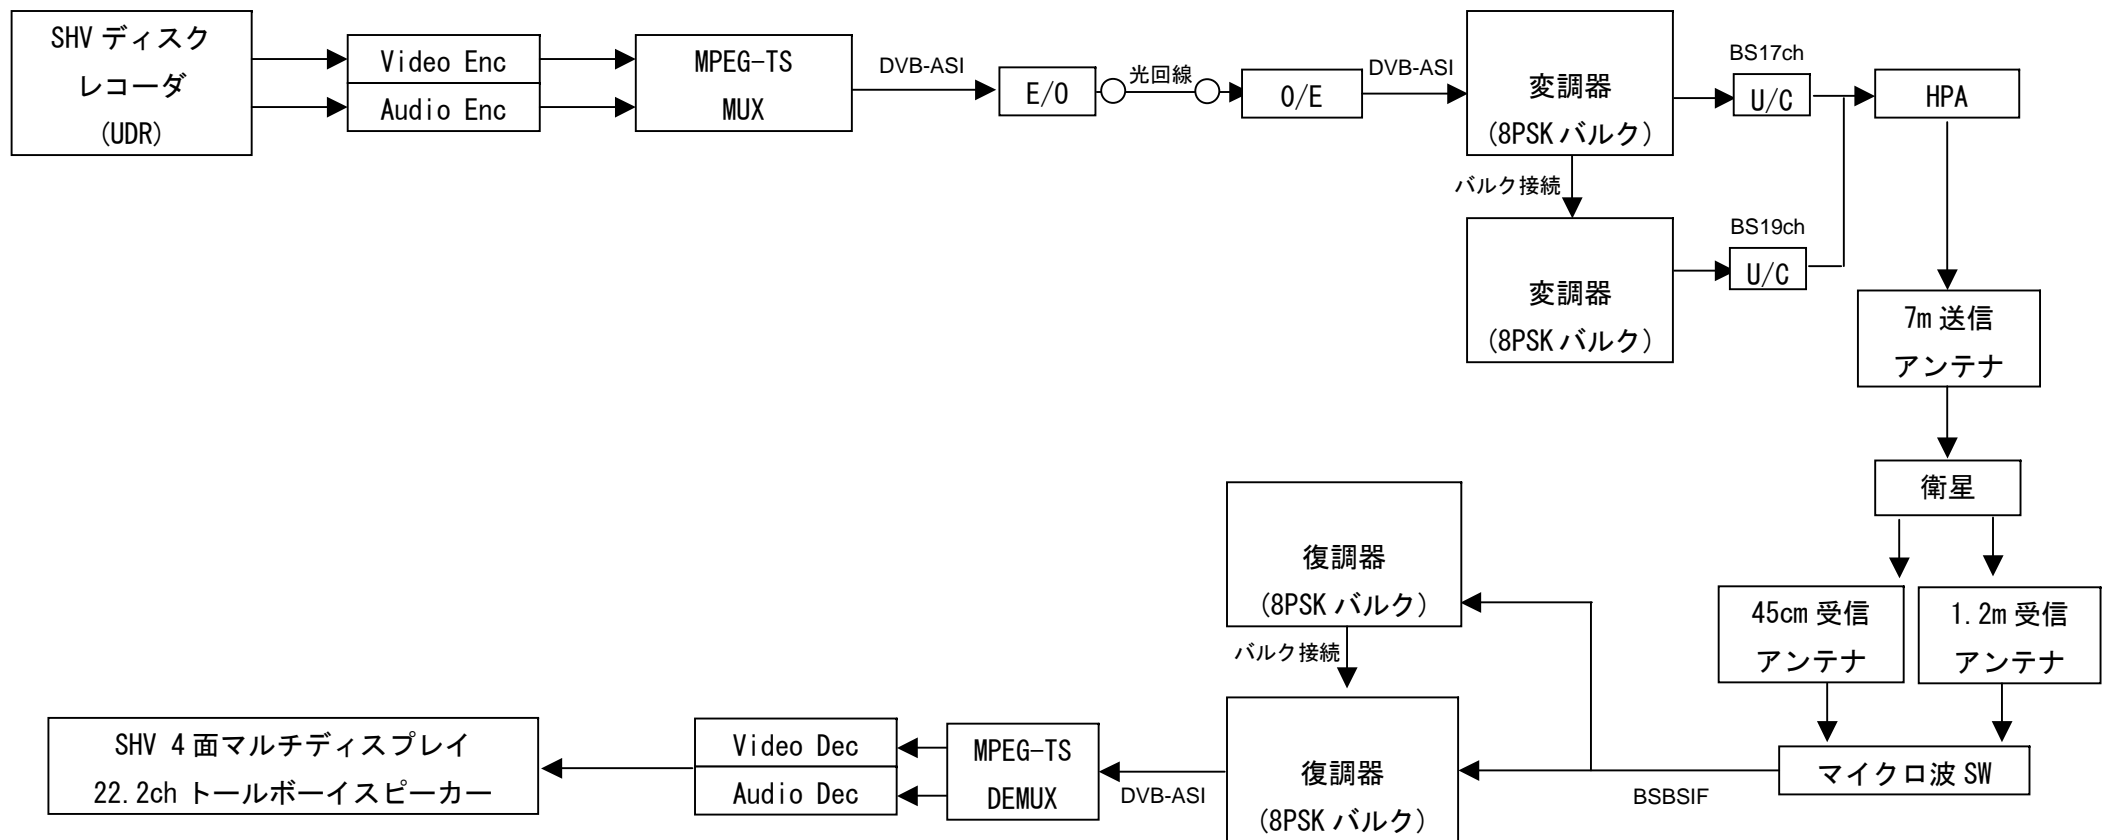 SHV ディスク
レコーダ
(UDR)
Video Enc
Audio Enc
MPEG-TS
MUX
DVB-ASI
E/O
光回線
O/E
DVB-ASI
変調器
(8PSK バルク)
BS17ch
U/C
HPA
バルク接続
変調器
(8PSK バルク)
BS19ch
U/C
7m 送信
アンテナ
衛星
45cm 受信
アンテナ
1.2m 受信
アンテナ
マイクロ波 SW
BSBSIF
復調器
(8PSK バルク)
バルク接続
復調器
(8PSK バルク)
DVB-ASI
MPEG-TS
DEMUX
Video Dec
Audio Dec
SHV 4 面マルチディスプレイ
22.2ch トールボーイスピーカー